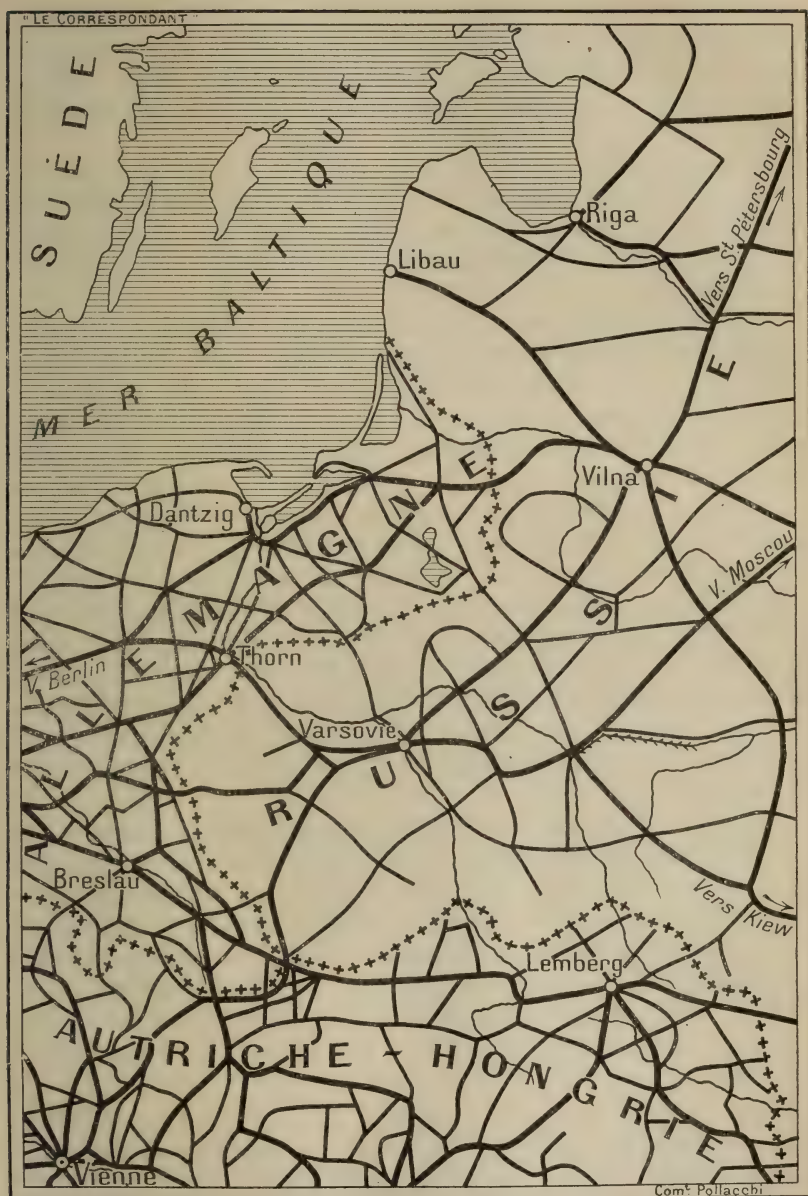 "LE CORRESPONDANT"
SUÈDE
MER BALTIQUE
Riga
Libau
Vers St Pétersbourg
Vilna
Dantzig
ALLEMAGNE
V. Moscou
Thorn
V. Berlin
Varsovie
RUSSIE
Breslau
Vers Kiew
Lemberg
AUTRICHE-HONGRIE
Vienne
Comt Pollacchi